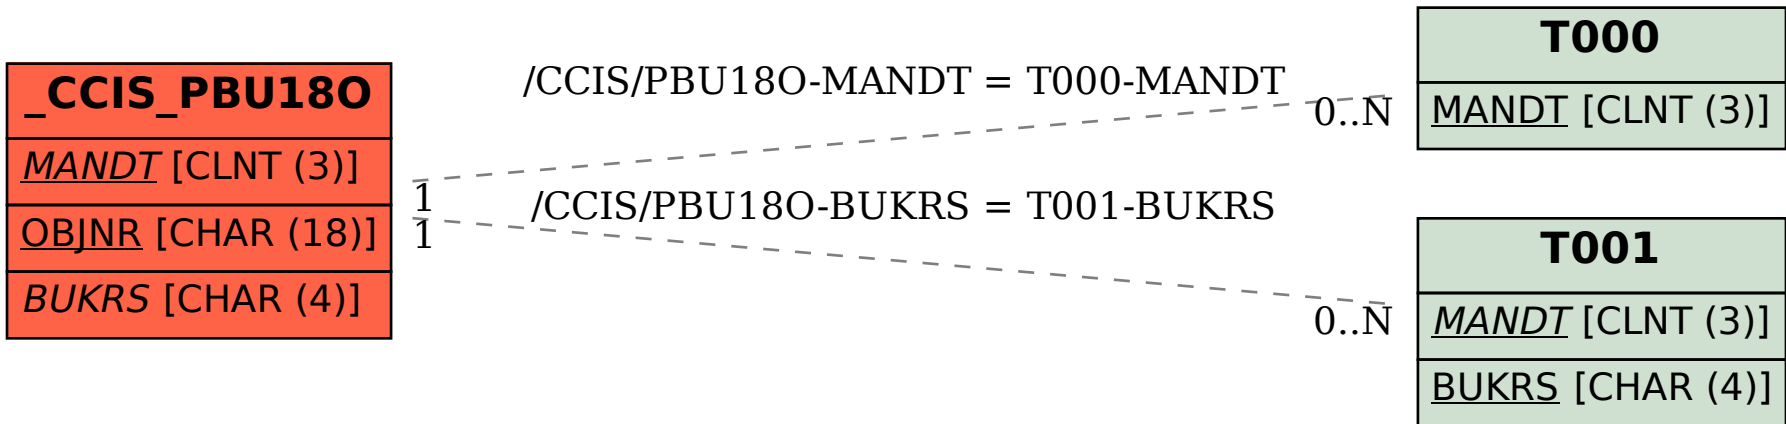 _CCIS_PBU18O
MANDT [CLNT (3)]
OBJNR [CHAR (18)]
BUKRS [CHAR (4)]
/CCIS/PBU18O-MANDT = T000-MANDT
1
0..N
/CCIS/PBU18O-BUKRS = T001-BUKRS
1
0..N
T000
MANDT [CLNT (3)]
T001
MANDT [CLNT (3)]
BUKRS [CHAR (4)]